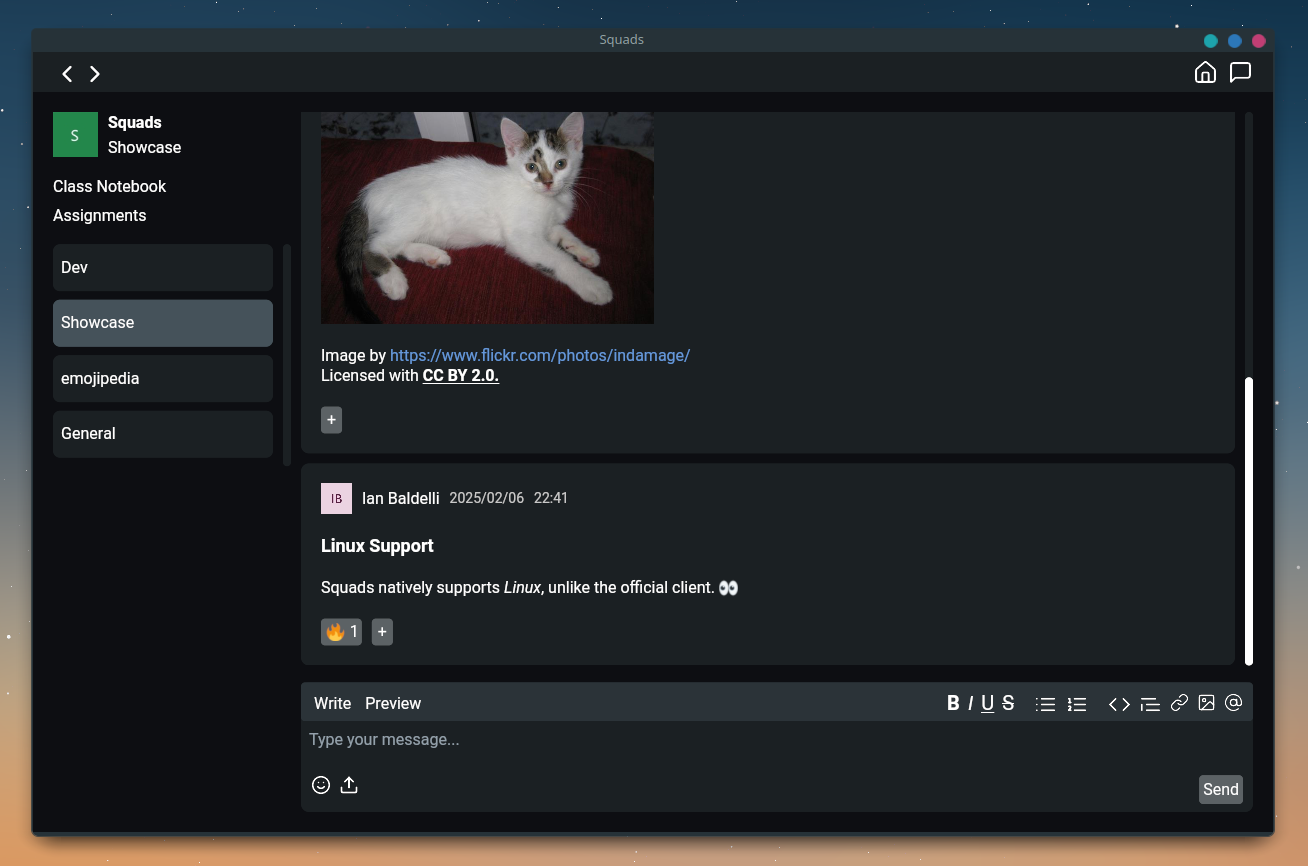 Squads
S
Squads
Showcase
Class Notebook
Assignments
Dev
Showcase
emojipedia
General
Image by https://www.flickr.com/photos/indamage/
Licensed with CC BY 2.0.
+
IB Ian Baldelli 2025/02/06 22:41
Linux Support
Squads natively supports Linux, unlike the official client. 👀
🔥 1 +
Write Preview B I U S
Type your message...
Send